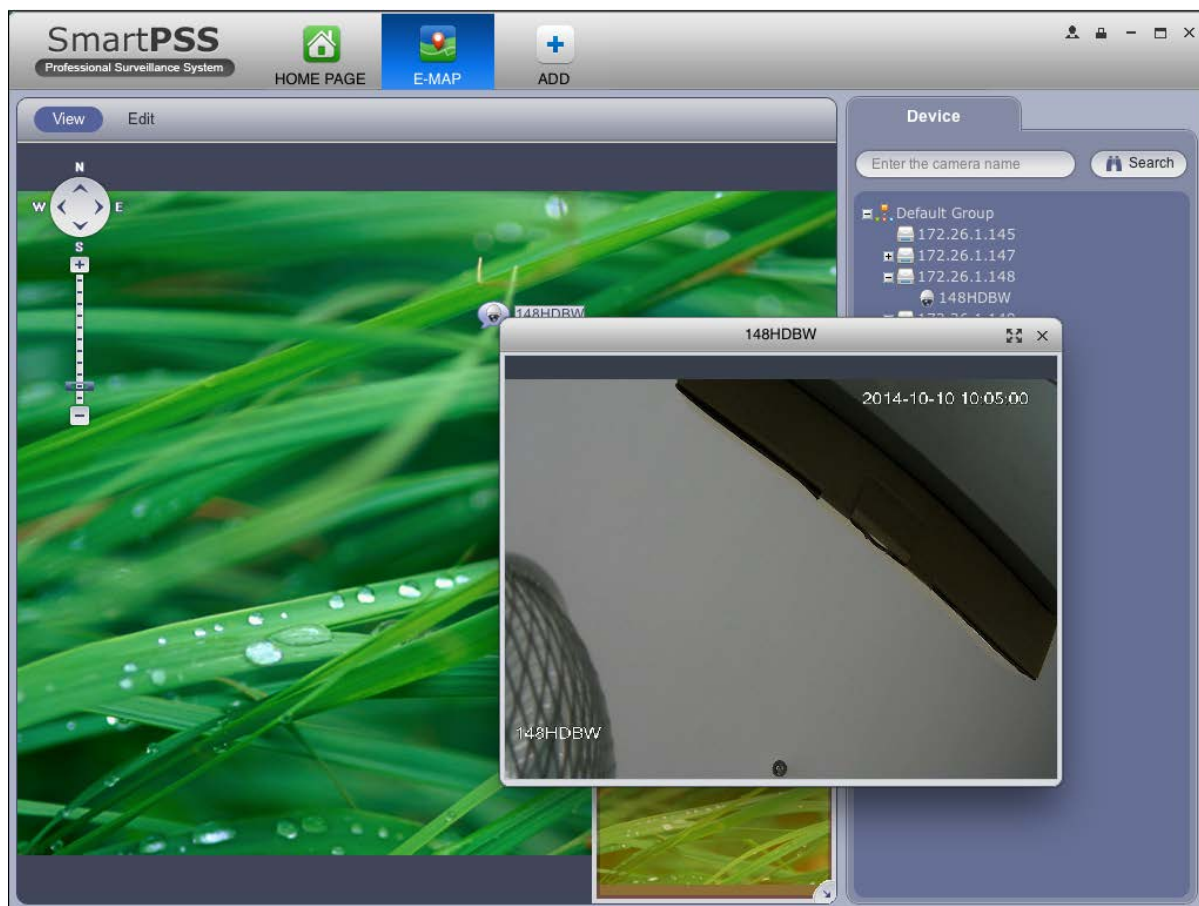 SmartPSS
Professional Surveillance System
HOME PAGE
E-MAP
ADD
View
Edit
Device
Enter the camera name
Search
N
W
E
S
Default Group
172.26.1.145
172.26.1.147
172.26.1.148
148HDBW
148HDBW
148HDBW
2014-10-10 10:05:00
148HDBW